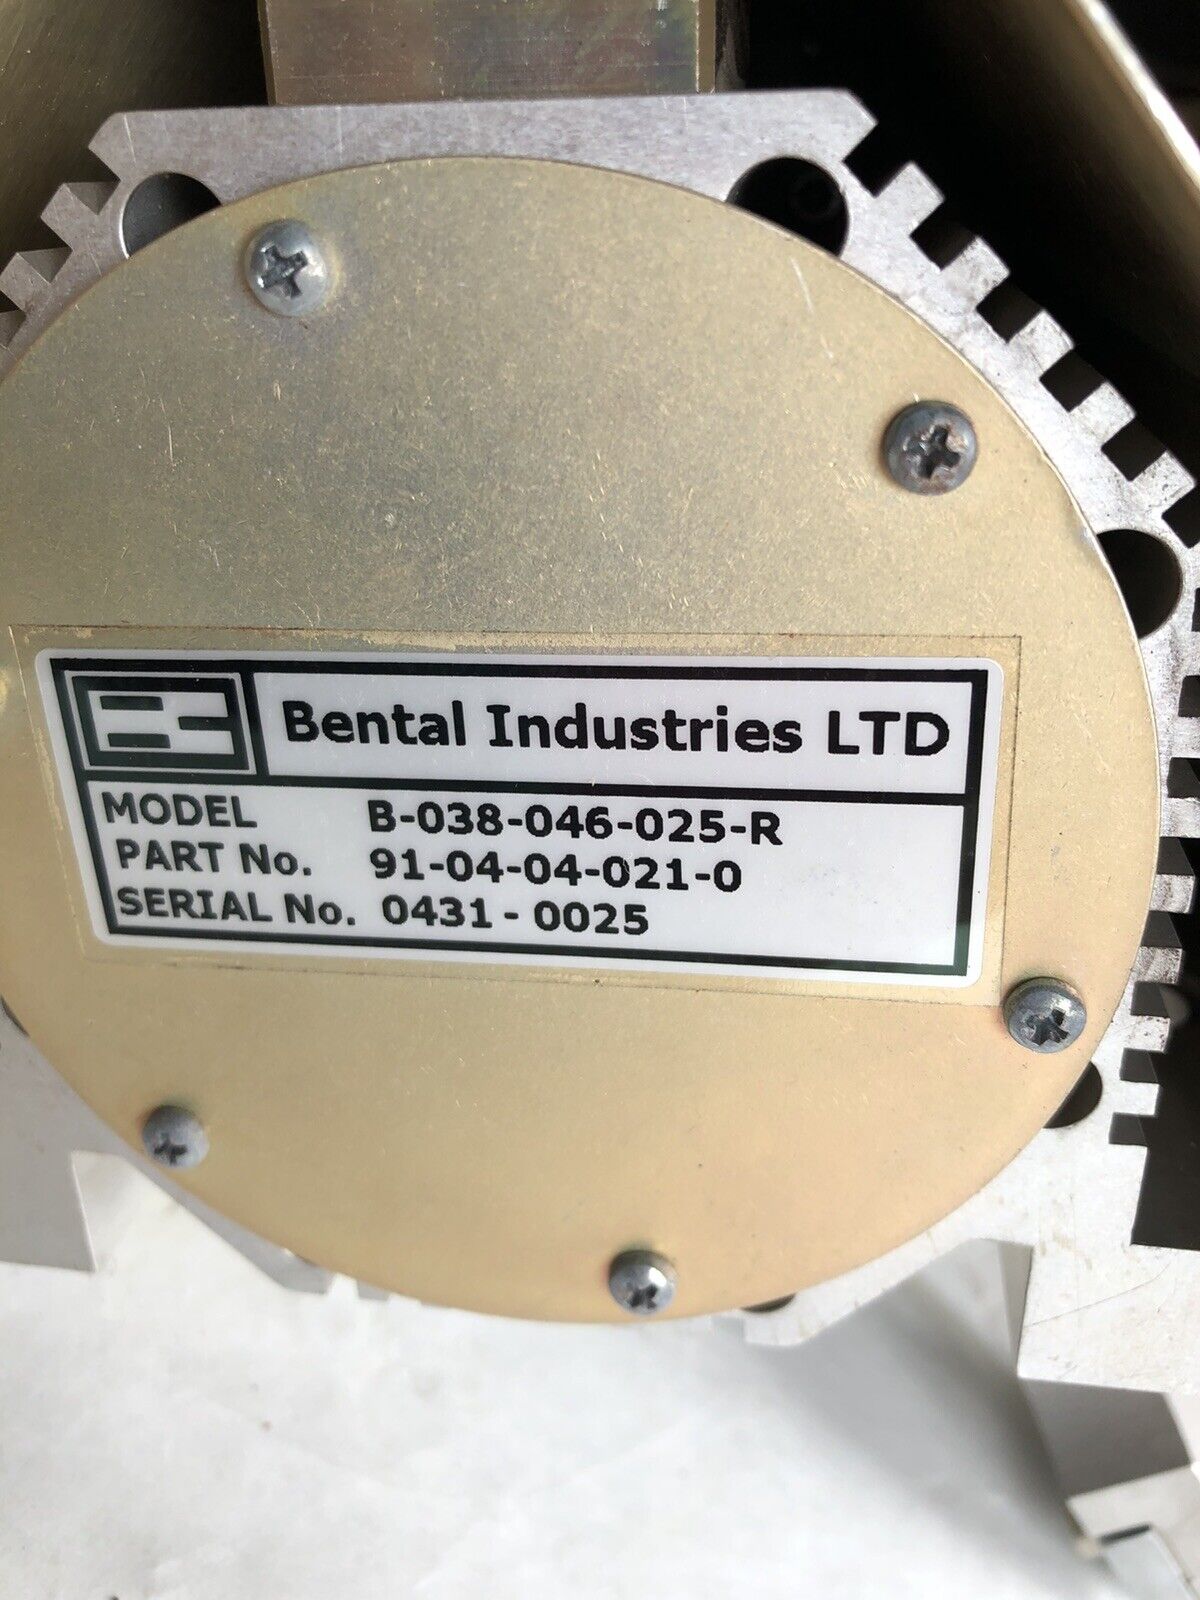 Bental Industries LTD
MODEL B-038-046-025-R
PART No. 91-04-04-021-0
SERIAL No. 0431-0025